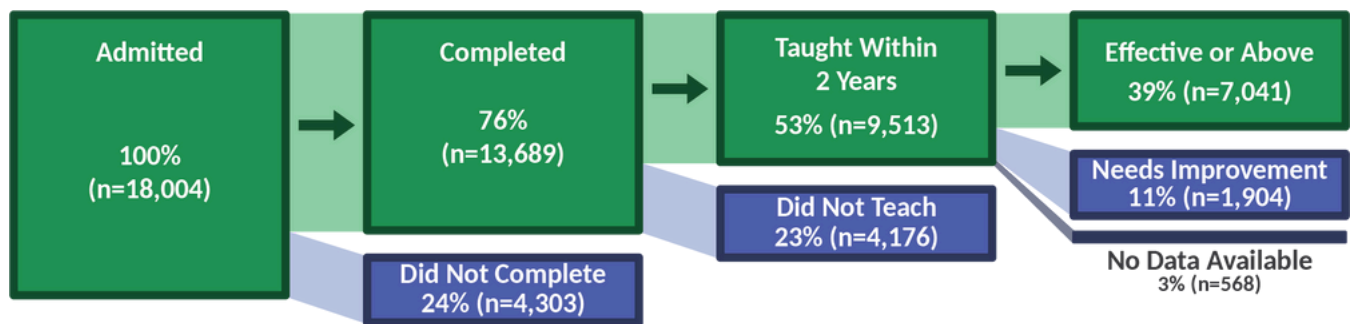 Admitted
100%
(n=18,004)
Completed
76%
(n=13,689)
Did Not Complete
24% (n=4,303)
Taught Within
2 Years
53% (n=9,513)
Did Not Teach
23% (n=4,176)
Effective or Above
39% (n=7,041)
Needs Improvement
11% (n=1,904)
No Data Available
3% (n=568)